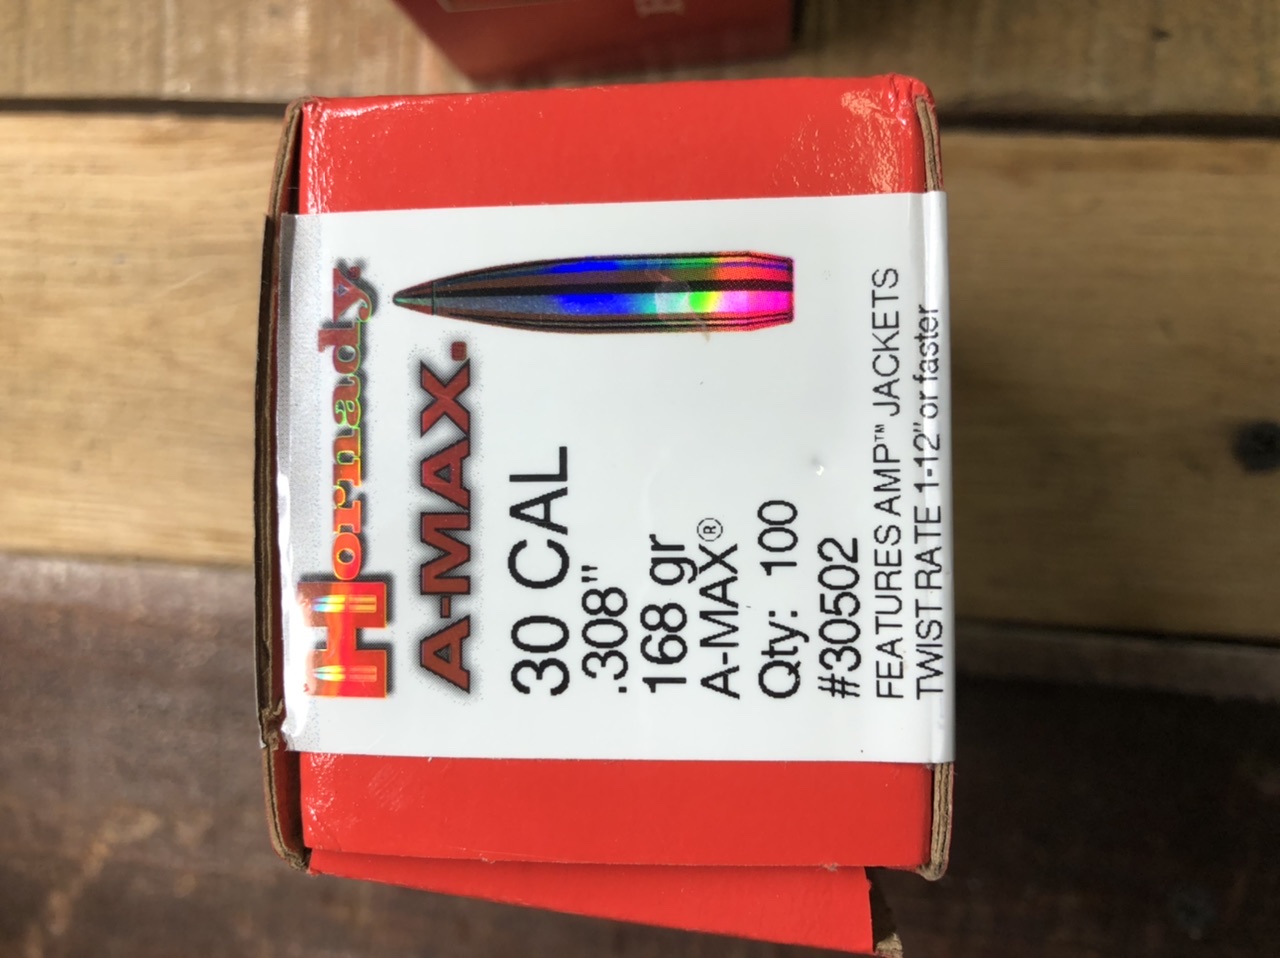 Hornady.
A-MAX.
30 CAL
.308"
168 gr
A-MAX®
Qty: 100
#30502
FEATURES AMP™ JACKETS
TWIST RATE 1-12" or faster